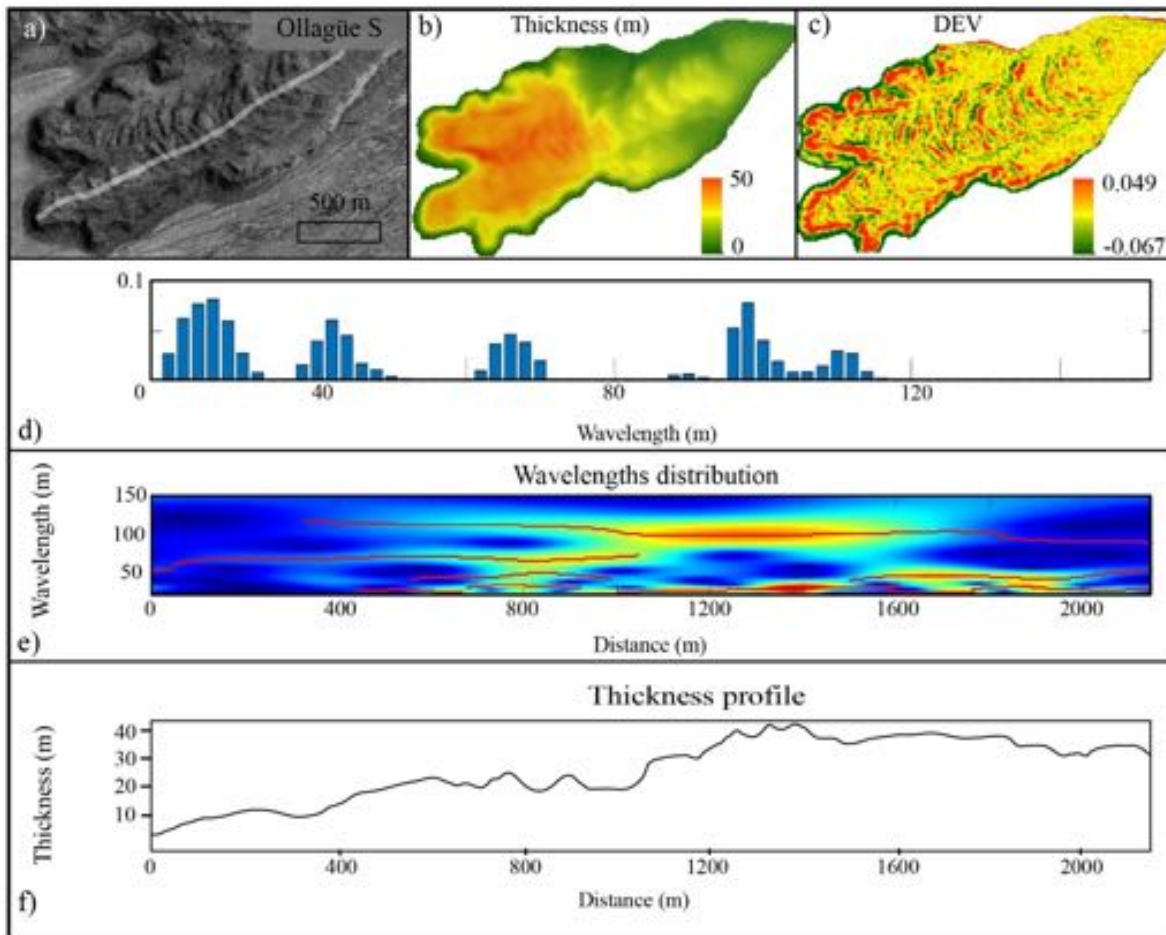 a)
Ollagüe S
500 m
b)
Thickness (m)
50
0
c)
DEV
0.049
-0.067
0.1
0
40
80
120
Wavelength (m)
d)
Wavelengths distribution
Wavelength (m)
150
100
50
0
400
800
1200
1600
2000
Distance (m)
e)
Thickness profile
Thickness (m)
40
30
20
10
0
400
800
1200
1600
2000
Distance (m)
f)